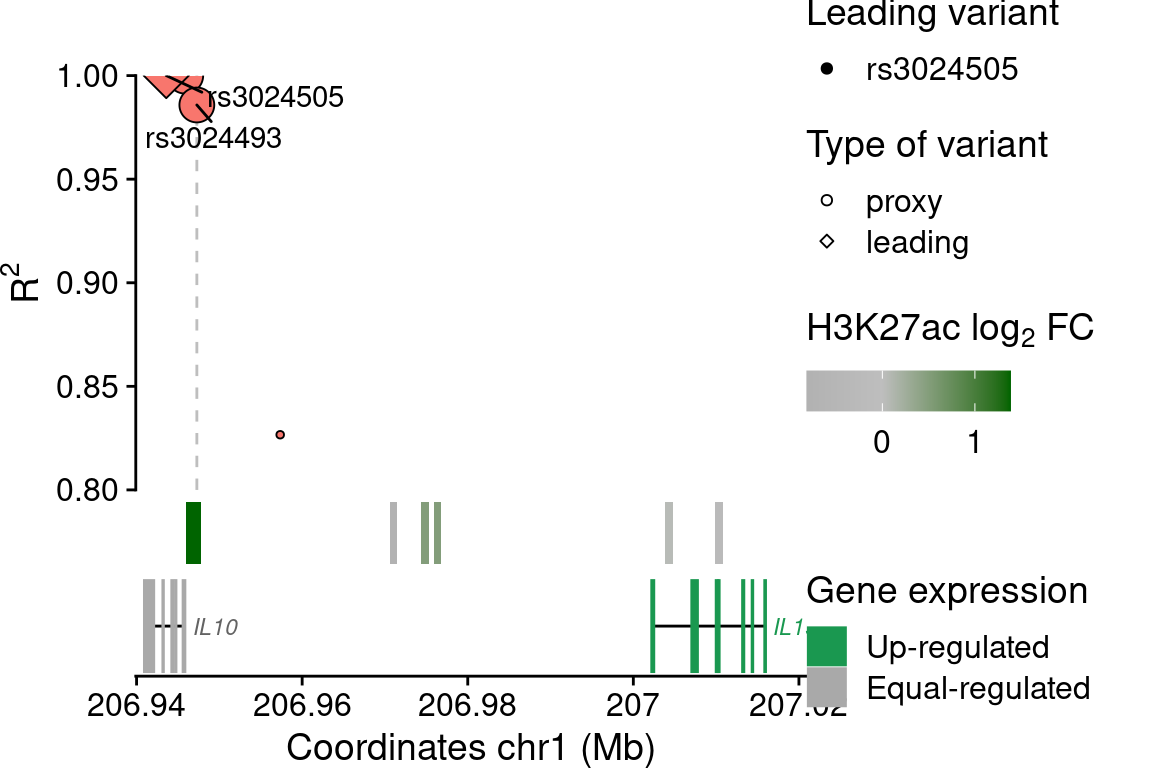 Leading variant
rs3024505
Type of variant
proxy
leading
H3K27ac log2 FC
0 1
Gene expression
Up-regulated
Equal-regulated
R2
1.00
0.95
0.90
0.85
0.80
rs3024505
rs3024493
IL10
206.94 206.96 206.98 207 207.02
Coordinates chr1 (Mb)